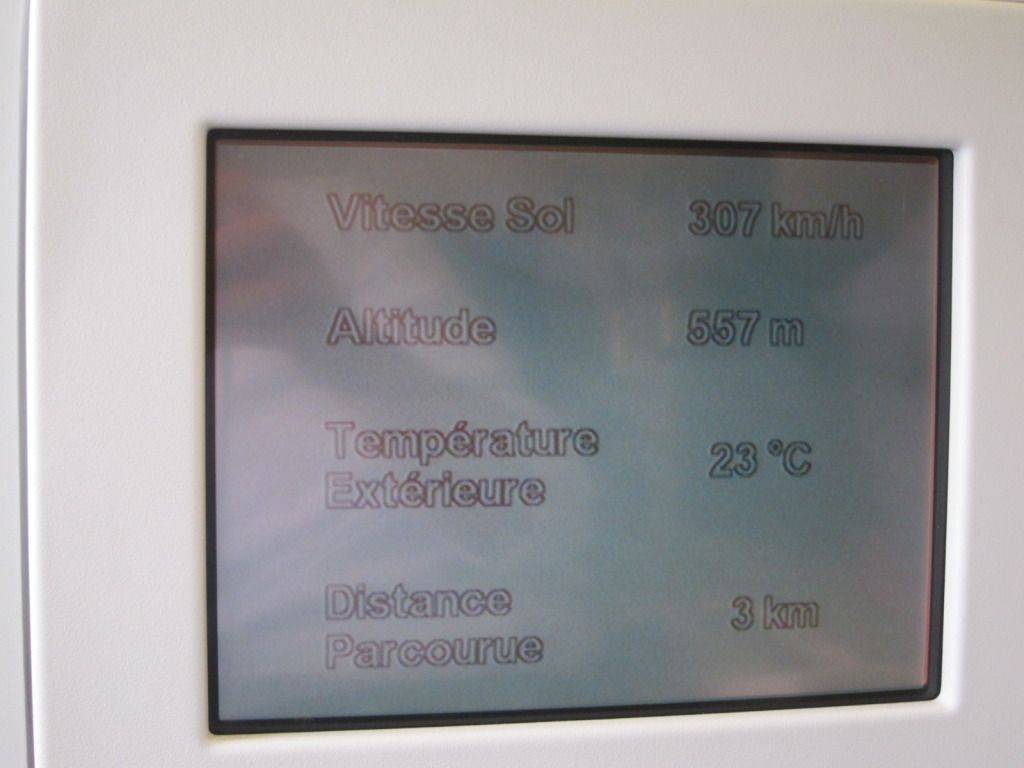 Vitesse Sol 307 km/h
Altitude 557 m
Température
Extérieure 23 °C
Distance
Parcourue 3 km